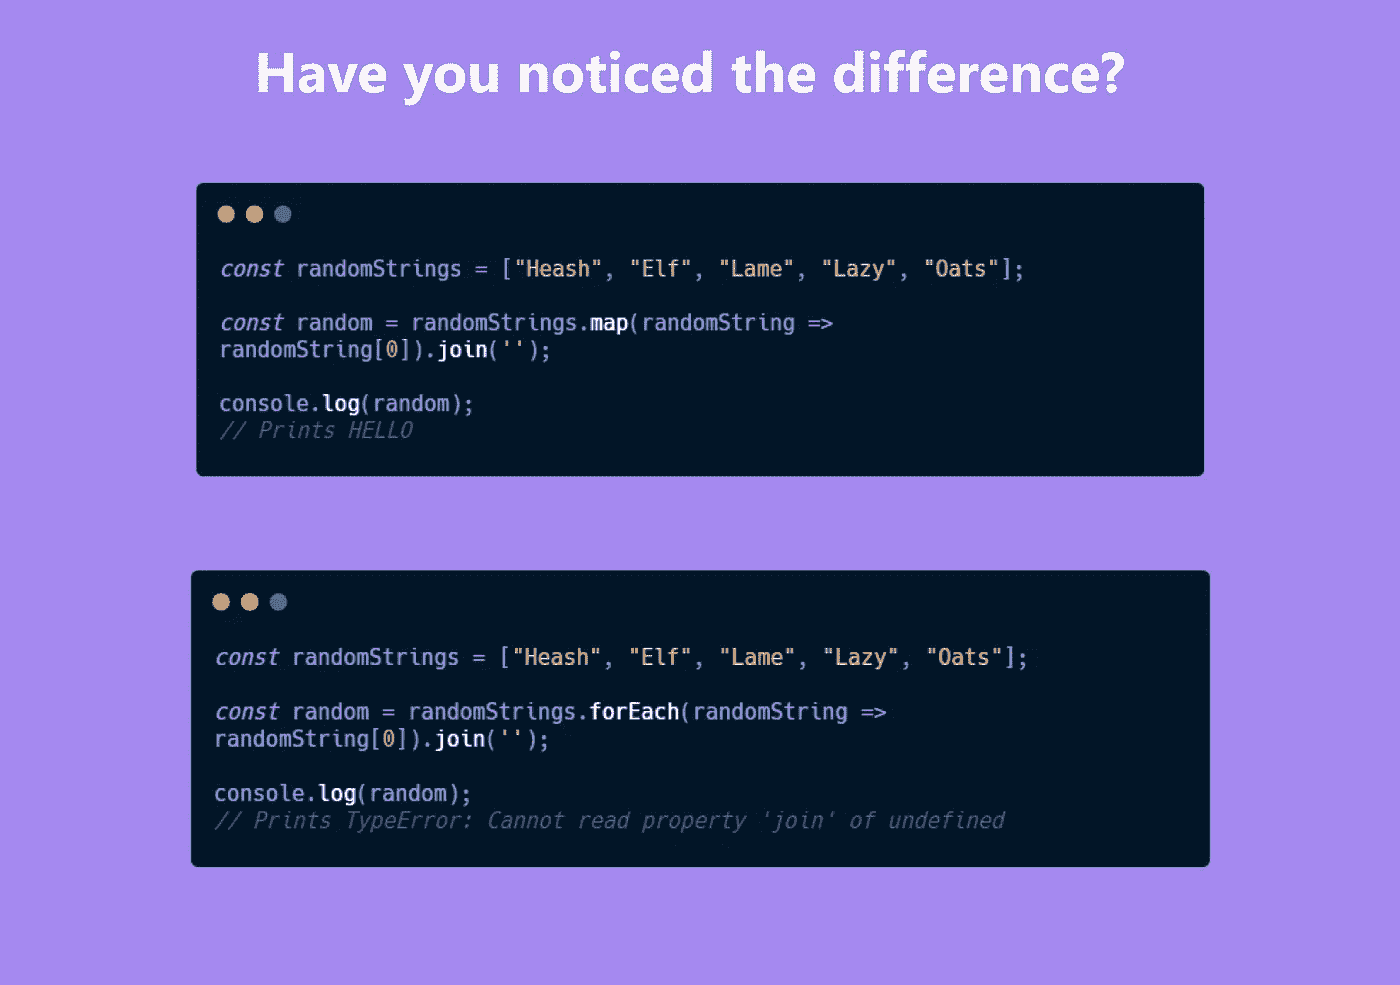 Have you noticed the difference?
const randomStrings = ["Heash", "Elf", "Lame", "Lazy", "Oats"];
const random = randomStrings.map(randomString =>
randomString[0]).join('');
console.log(random);
// Prints HELLO
const randomStrings = ["Heash", "Elf", "Lame", "Lazy", "Oats"];
const random = randomStrings.forEach(randomString =>
randomString[0]).join('');
console.log(random);
// Prints TypeError: Cannot read property 'join' of undefined